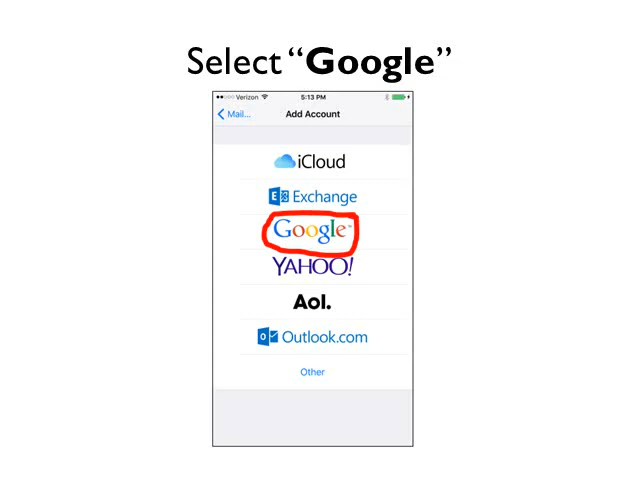 Select “Google”
Verizon 5:13 PM
Mail... Add Account
iCloud
Exchange
Google
YAHOO!
Aol.
Outlook.com
Other